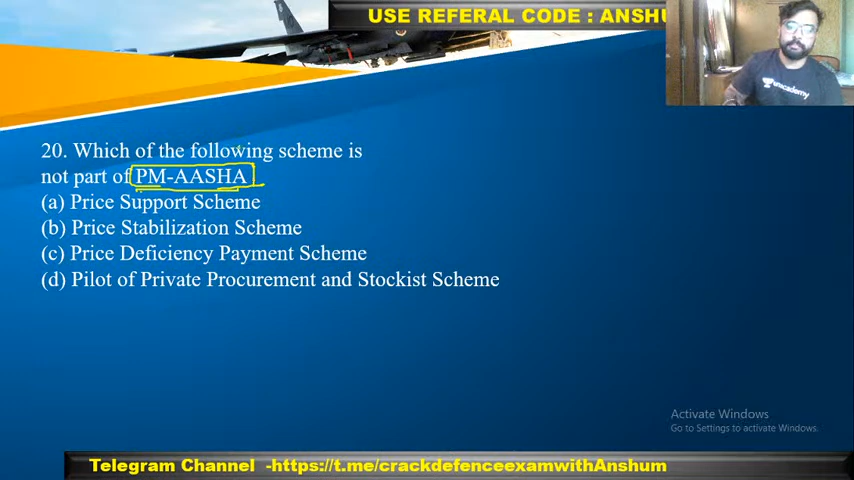 USE REFERAL CODE : ANSHU
unacademy
20. Which of the following scheme is
not part of PM-AASHA
(a) Price Support Scheme
(b) Price Stabilization Scheme
(c) Price Deficiency Payment Scheme
(d) Pilot of Private Procurement and Stockist Scheme
Activate Windows
Go to Settings to activate Windows.
Telegram Channel -https://t.me/crackdefenceexamwithAnshum